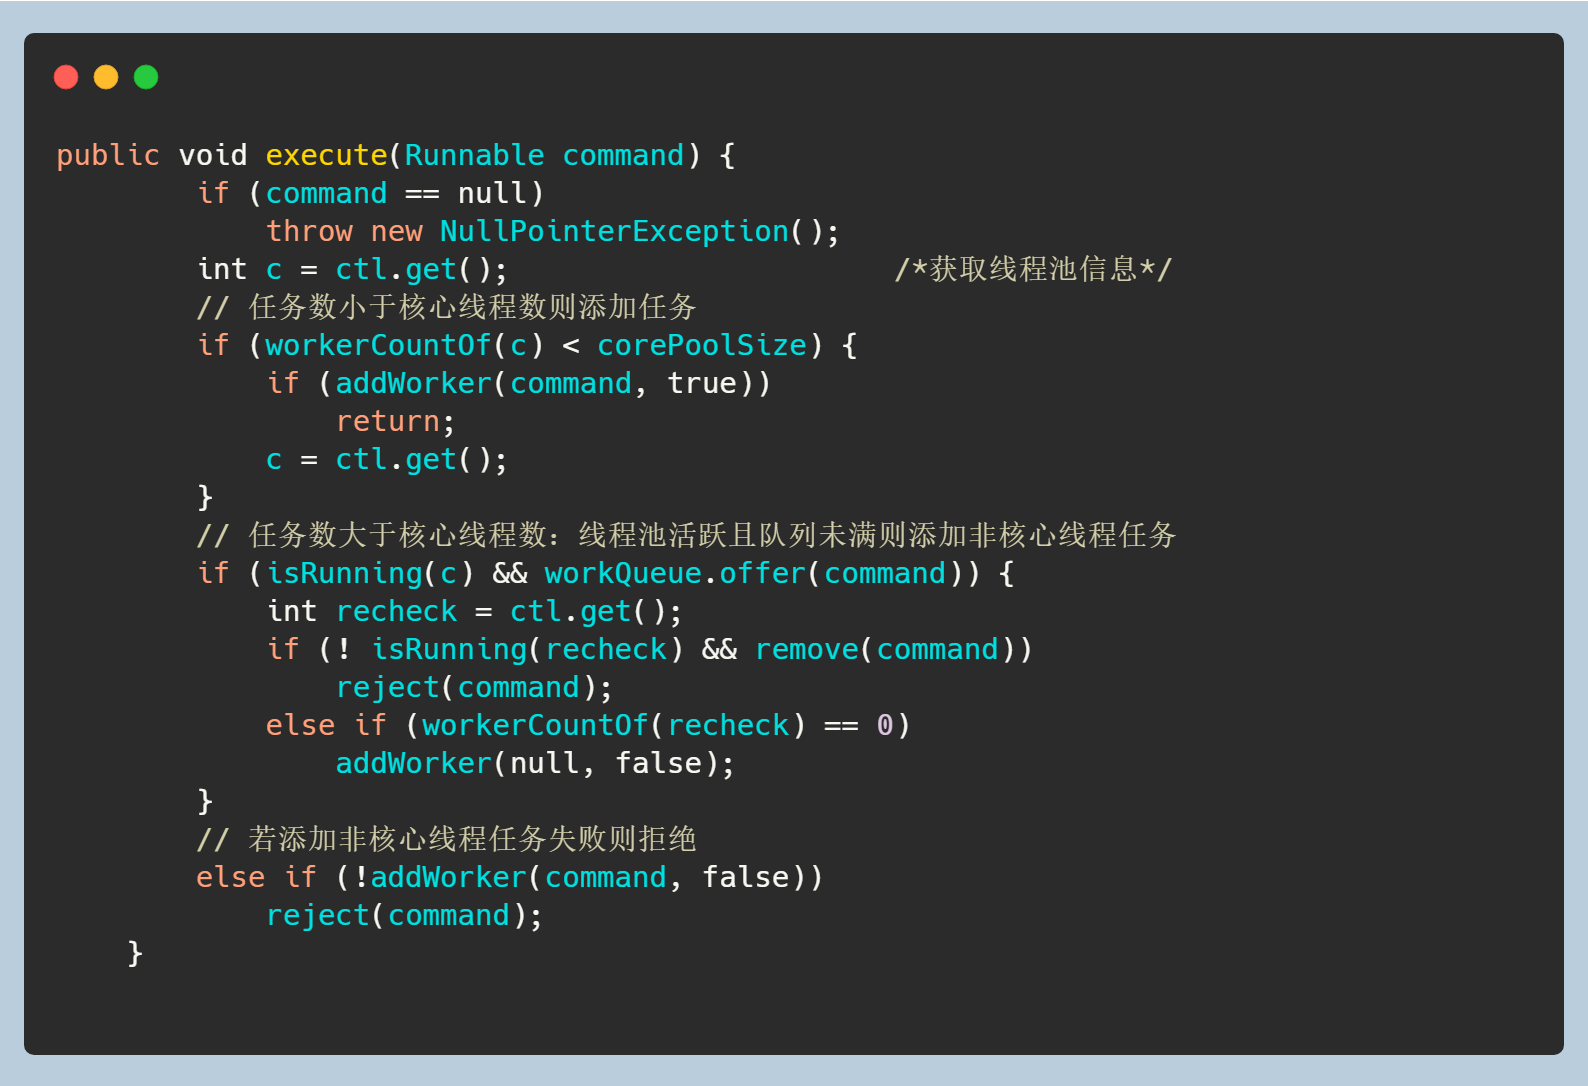 public void execute(Runnable command) {
        if (command == null)
            throw new NullPointerException();
        int c = ctl.get();                      /*获取线程池信息*/
        // 任务数小于核心线程数则添加任务
        if (workerCountOf(c) < corePoolSize) {
            if (addWorker(command, true))
                return;
            c = ctl.get();
        }
        // 任务数大于核心线程数：线程池活跃且队列未满则添加非核心线程任务
        if (isRunning(c) && workQueue.offer(command)) {
            int recheck = ctl.get();
            if (! isRunning(recheck) && remove(command))
                reject(command);
            else if (workerCountOf(recheck) == 0)
                addWorker(null, false);
        }
        // 若添加非核心线程任务失败则拒绝
        else if (!addWorker(command, false))
            reject(command);
    }